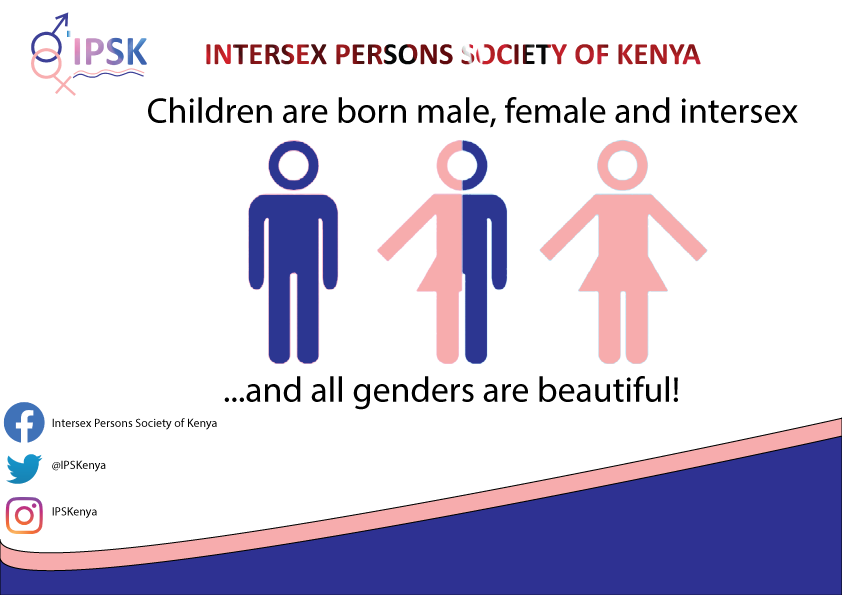 IPSK
INTERSEX PERSONS SOCIETY OF KENYA
Children are born male, female and intersex
...and all genders are beautiful!
Intersex Persons Society of Kenya
@IPSKenya
IPSKenya